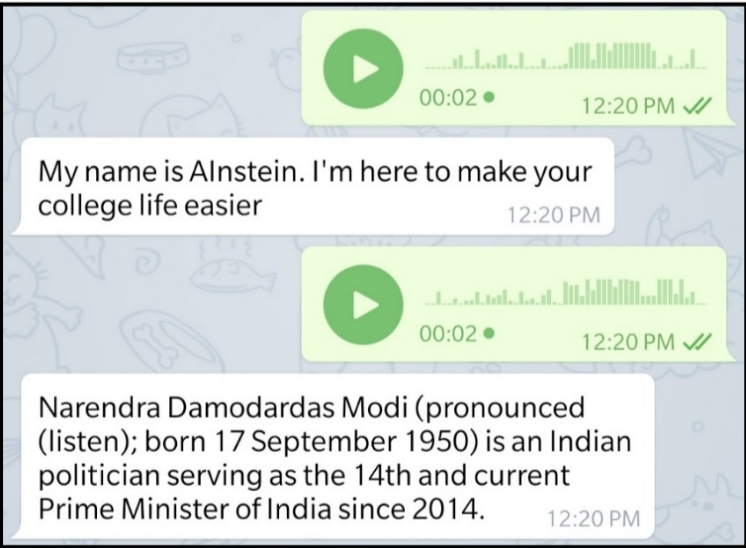 00:02
12:20 PM
My name is AInstein. I'm here to make your
college life easier
12:20 PM
00:02
12:20 PM
Narendra Damodardas Modi (pronounced
(listen); born 17 September 1950) is an Indian
politician serving as the 14th and current
Prime Minister of India since 2014.
12:20 PM